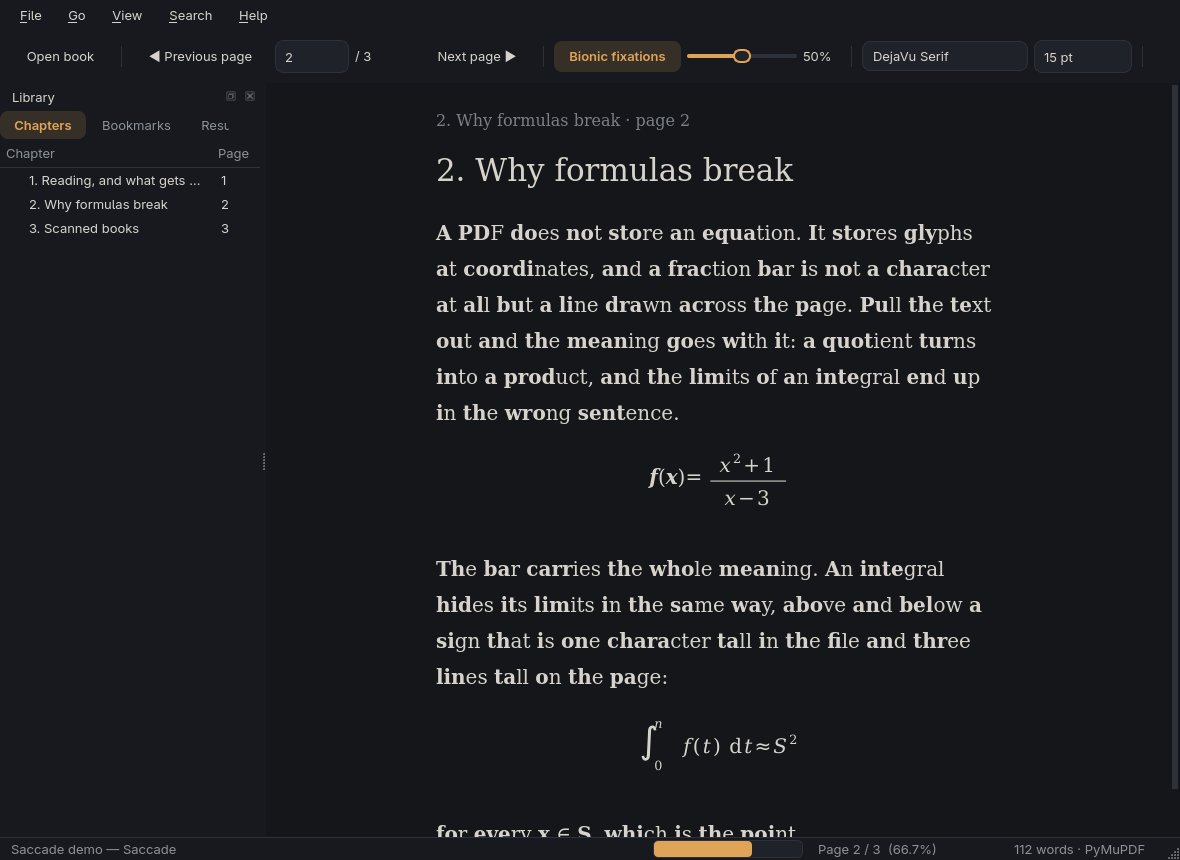 File Go View Search Help
Open book ◀ Previous page 2 / 3 Next page ▶ Bionic fixations 50% DejaVu Serif 15 pt
Library
Chapters Bookmarks
Chapter Page
1. Reading, and what gets ... 1
2. Why formulas break 2
3. Scanned books 3
2. Why formulas break · page 2
2. Why formulas break
A PDF does not store an equation. It stores glyphs
at coordinates, and a fraction bar is not a character
at all but a line drawn across the page. Pull the text
out and the meaning goes with it: a quotient turns
into a product, and the limits of an integral end up
in the wrong sentence.
x²+1
f(x)=
x−3
The bar carries the whole meaning. An integral
hides its limits in the same way, above and below a
sign that is one character tall in the file and three
lines tall on the page:
n
∫ f(t) dt≈S²
0
for every x ∈ S, which is the point
Saccade demo — Saccade Page 2 / 3 (66.7%) 112 words · PyMuPDF